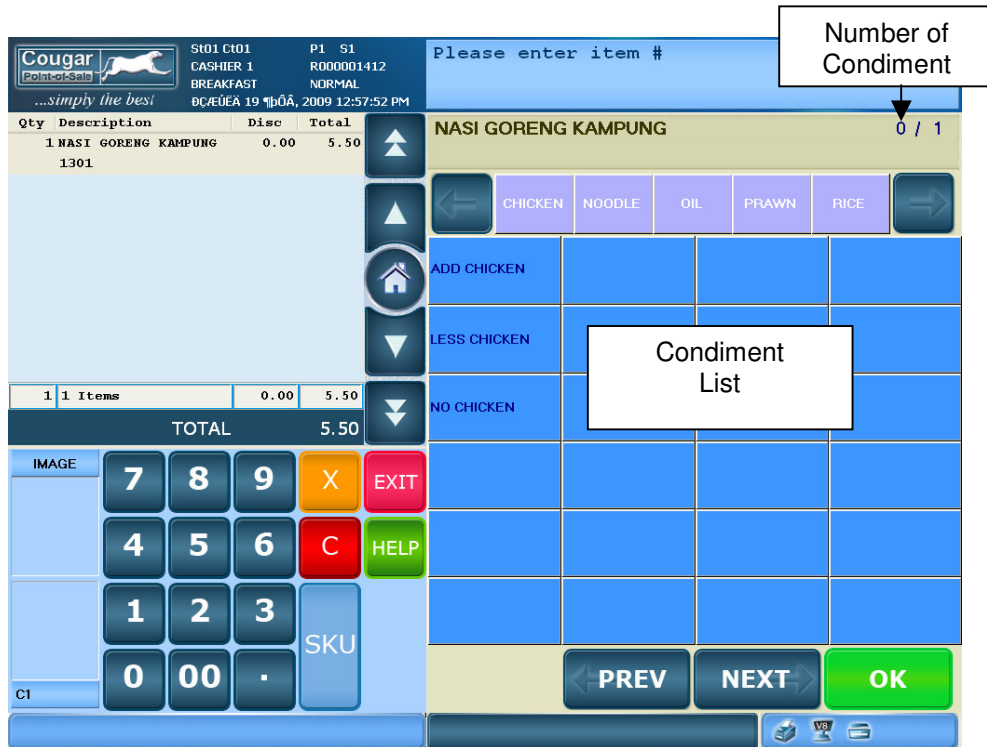 Number of
Condiment
Cougar
Point-of-Sale
...simply the best
St01 Ct01 P1 S1
CASHIER 1 R000001412
BREAKFAST NORMAL
ÐÇÆÚËÄ 19 ¶þÔÂ, 2009 12:57:52 PM
Please enter item #
Qty Description Disc Total
1 NASI GORENG KAMPUNG 0.00 5.50
1301
NASI GORENG KAMPUNG 0 / 1
CHICKEN NOODLE OIL PRAWN RICE
ADD CHICKEN
LESS CHICKEN
NO CHICKEN
Condiment
List
1 1 Items 0.00 5.50
TOTAL 5.50
IMAGE
7 8 9 X EXIT
4 5 6 C HELP
1 2 3 SKU
0 00 .
C1
PREV NEXT OK
V8